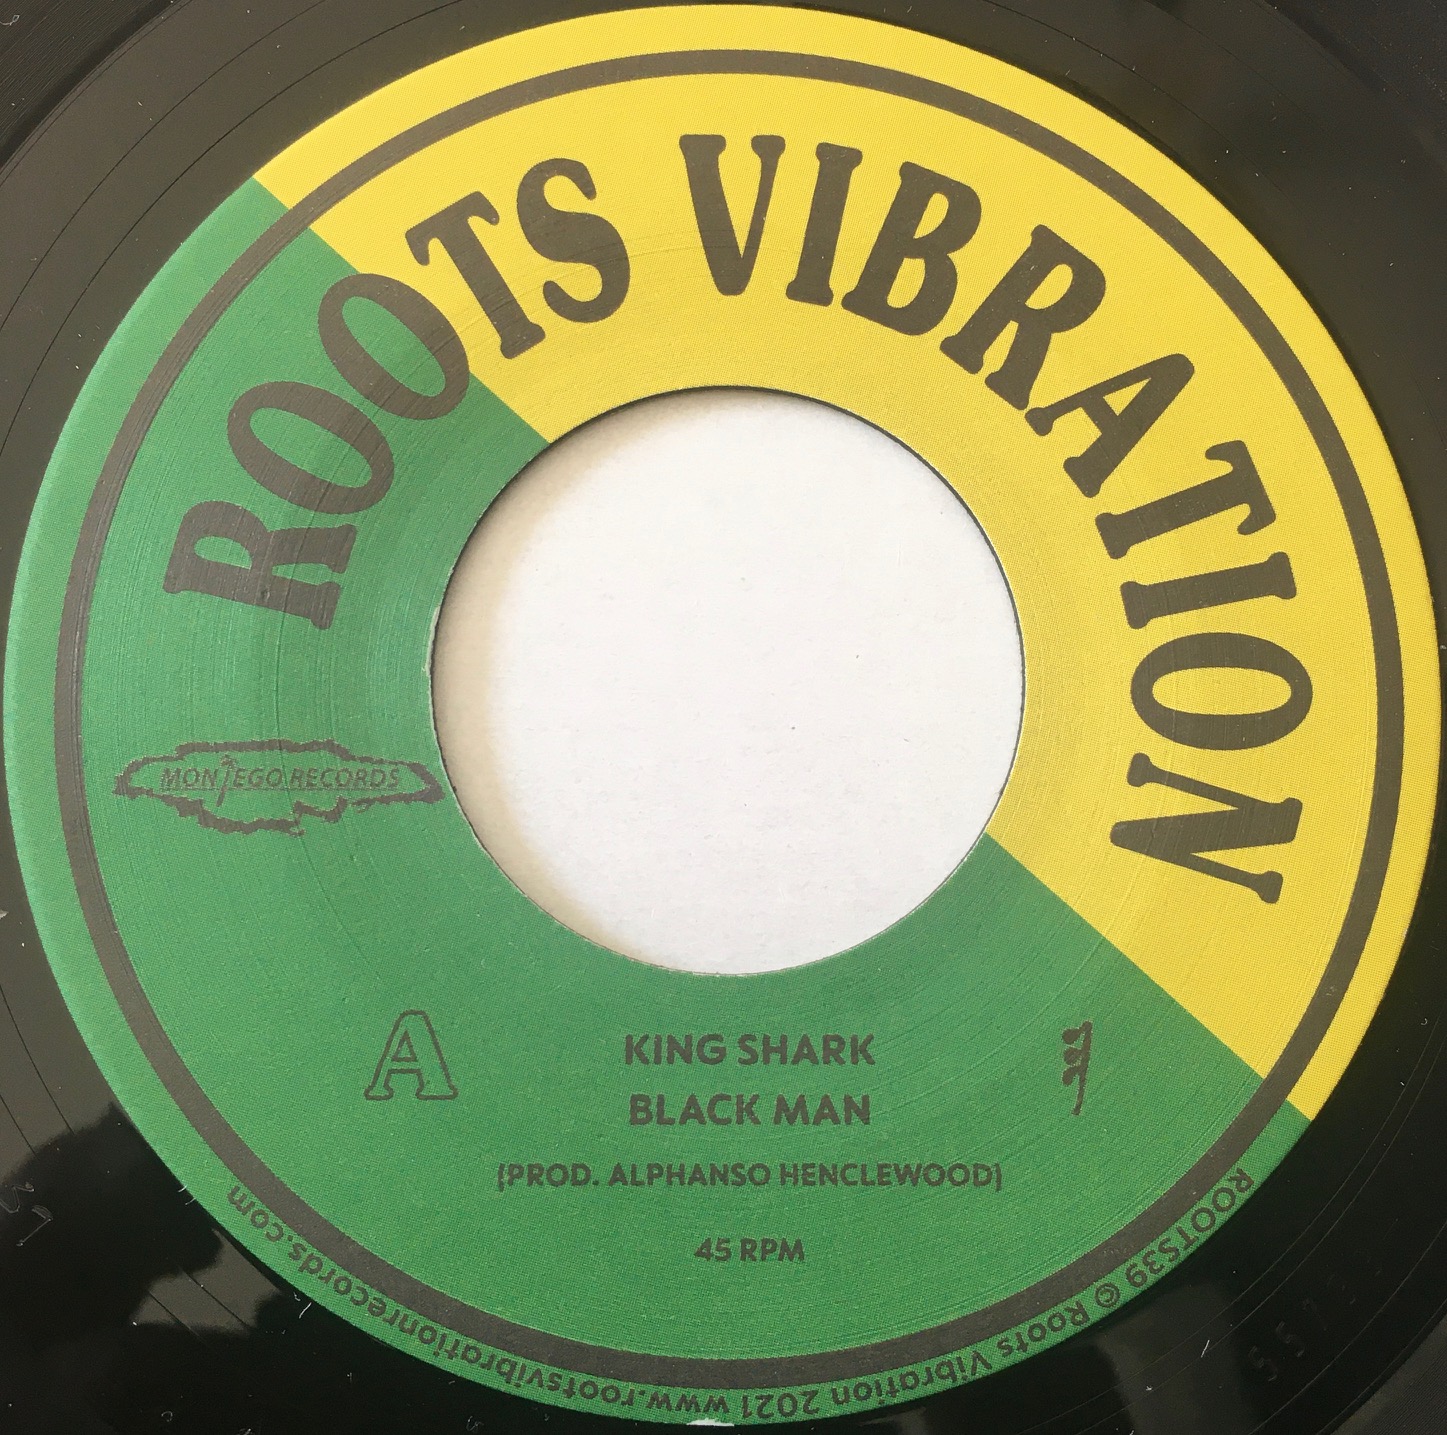 ROOTS VIBRATION
MONTEGO RECORDS
A
KING SHARK
BLACK MAN
[PROD. ALPHANSO HENCLEWOOD]
45 RPM
ROOTS39 © Roots Vibration 2021 www.rootsvibrationrecords.com